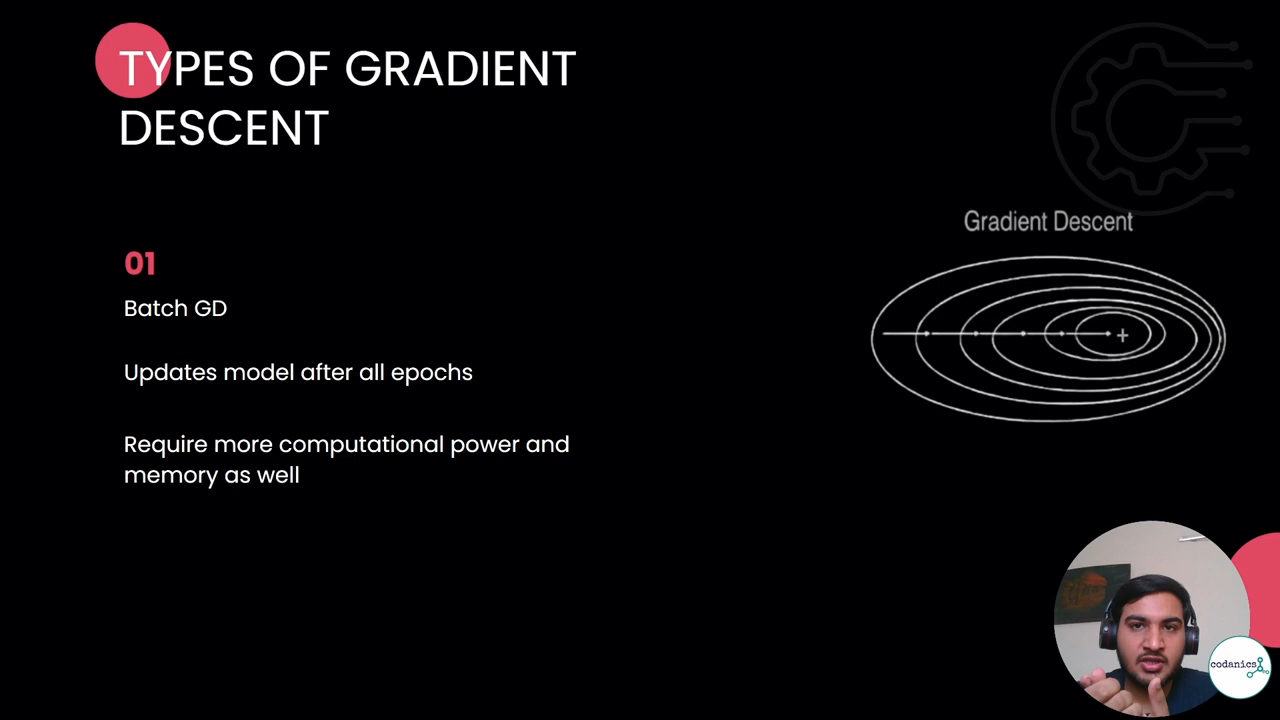 TYPES OF GRADIENT
DESCENT
01
Batch GD
Updates model after all epochs
Require more computational power and
memory as well
Gradient Descent
codanics